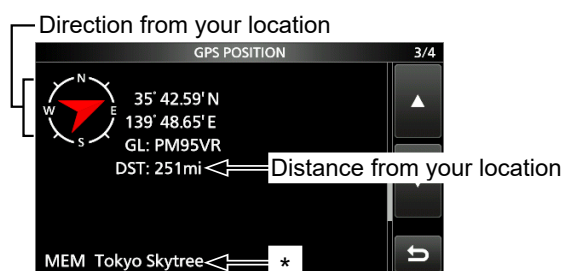 Direction from your location
GPS POSITION 3/4
N
W E
S
35° 42.59' N
139° 48.65' E
GL: PM95VR
DST: 251mi
Distance from your location
MEM Tokyo Skytree
*